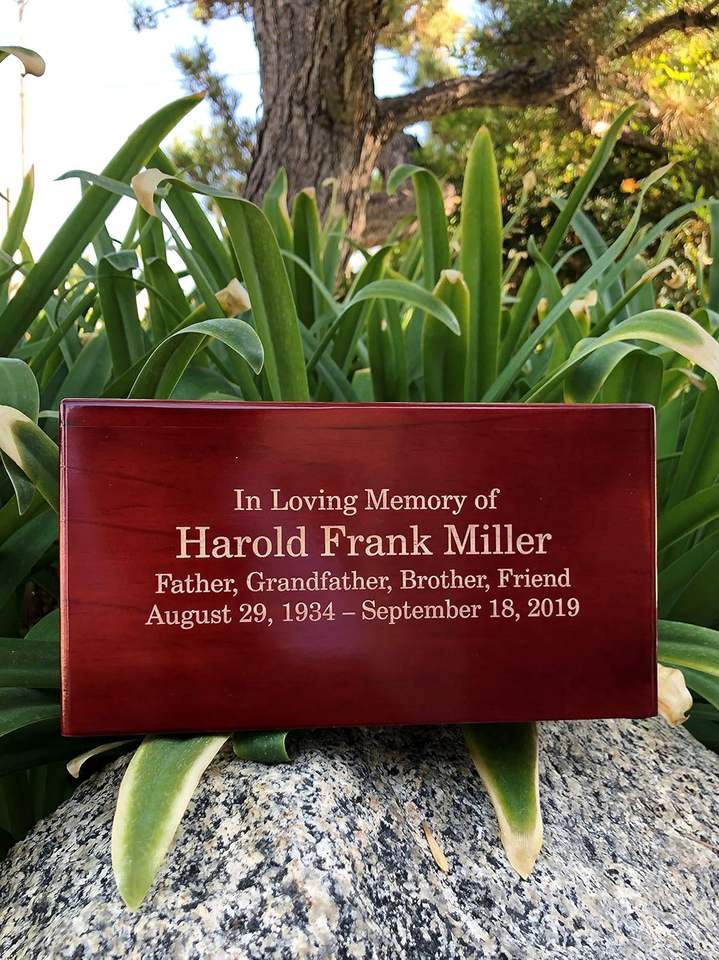 In Loving Memory of
Harold Frank Miller
Father, Grandfather, Brother, Friend
August 29, 1934 – September 18, 2019